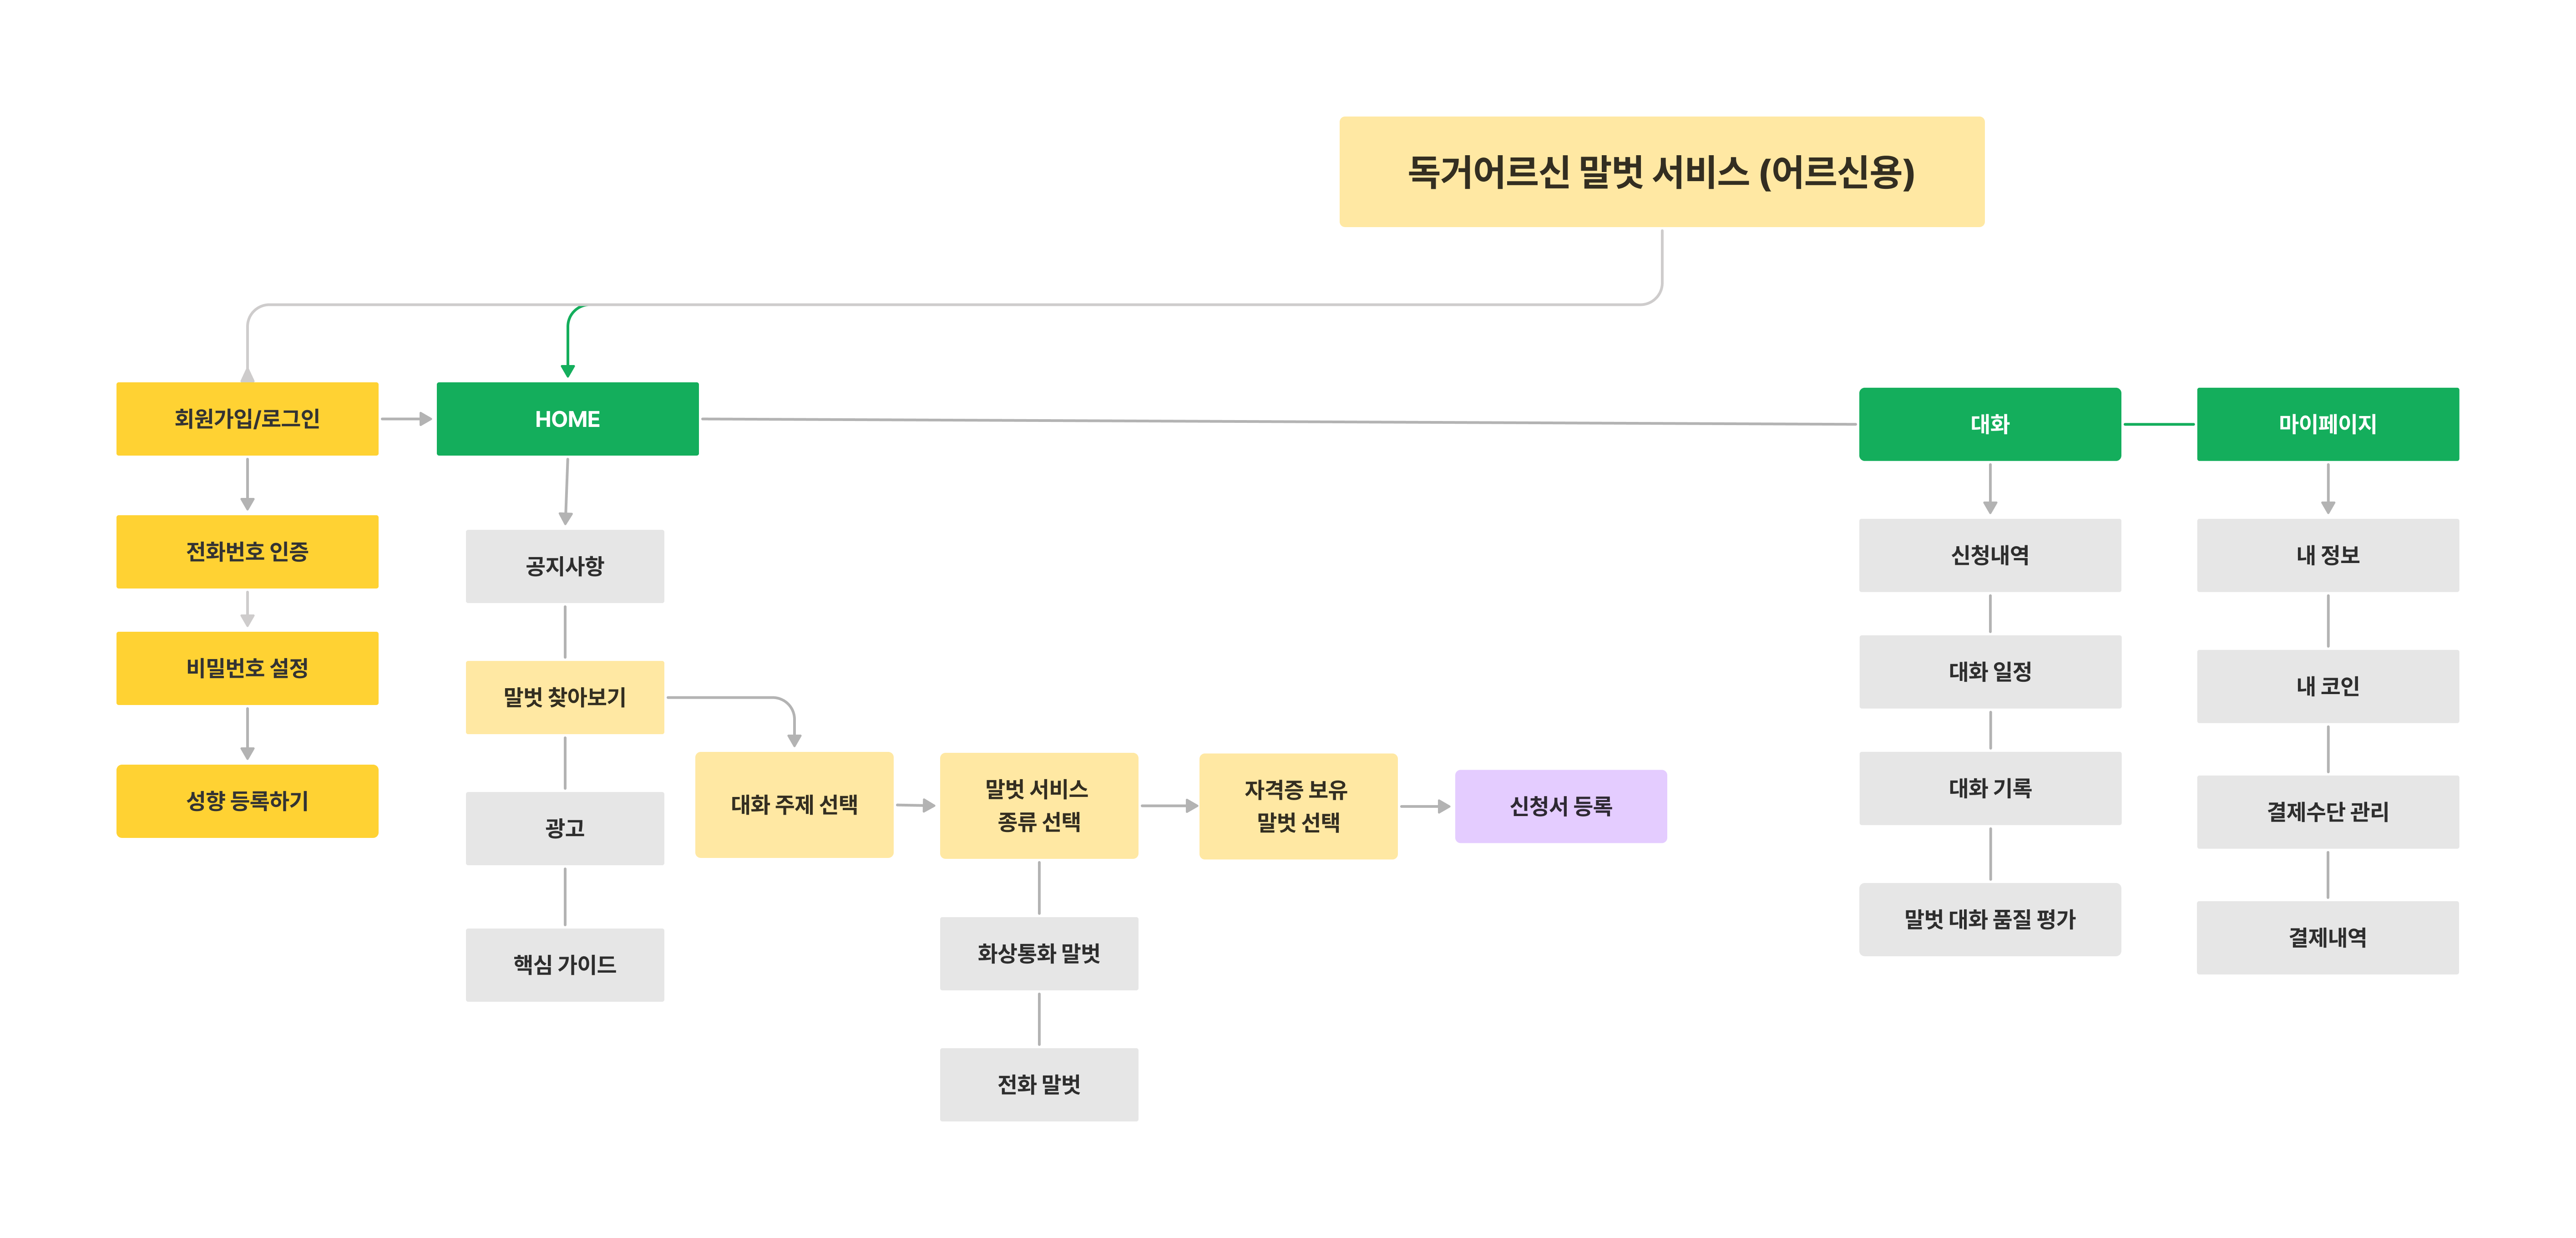 독거어르신 말벗 서비스 (어르신용)
회원가입/로그인
HOME
대화
마이페이지
전화번호 인증
비밀번호 설정
성향 등록하기
공지사항
말벗 찾아보기
광고
핵심 가이드
대화 주제 선택
말벗 서비스
종류 선택
화상통화 말벗
전화 말벗
자격증 보유
말벗 선택
신청서 등록
신청내역
대화 일정
대화 기록
말벗 대화 품질 평가
내 정보
내 코인
결제수단 관리
결제내역